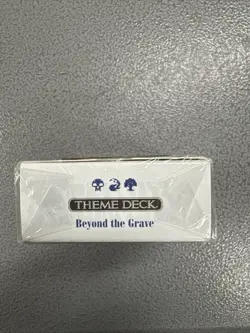 THEME DECK
Beyond the Grave